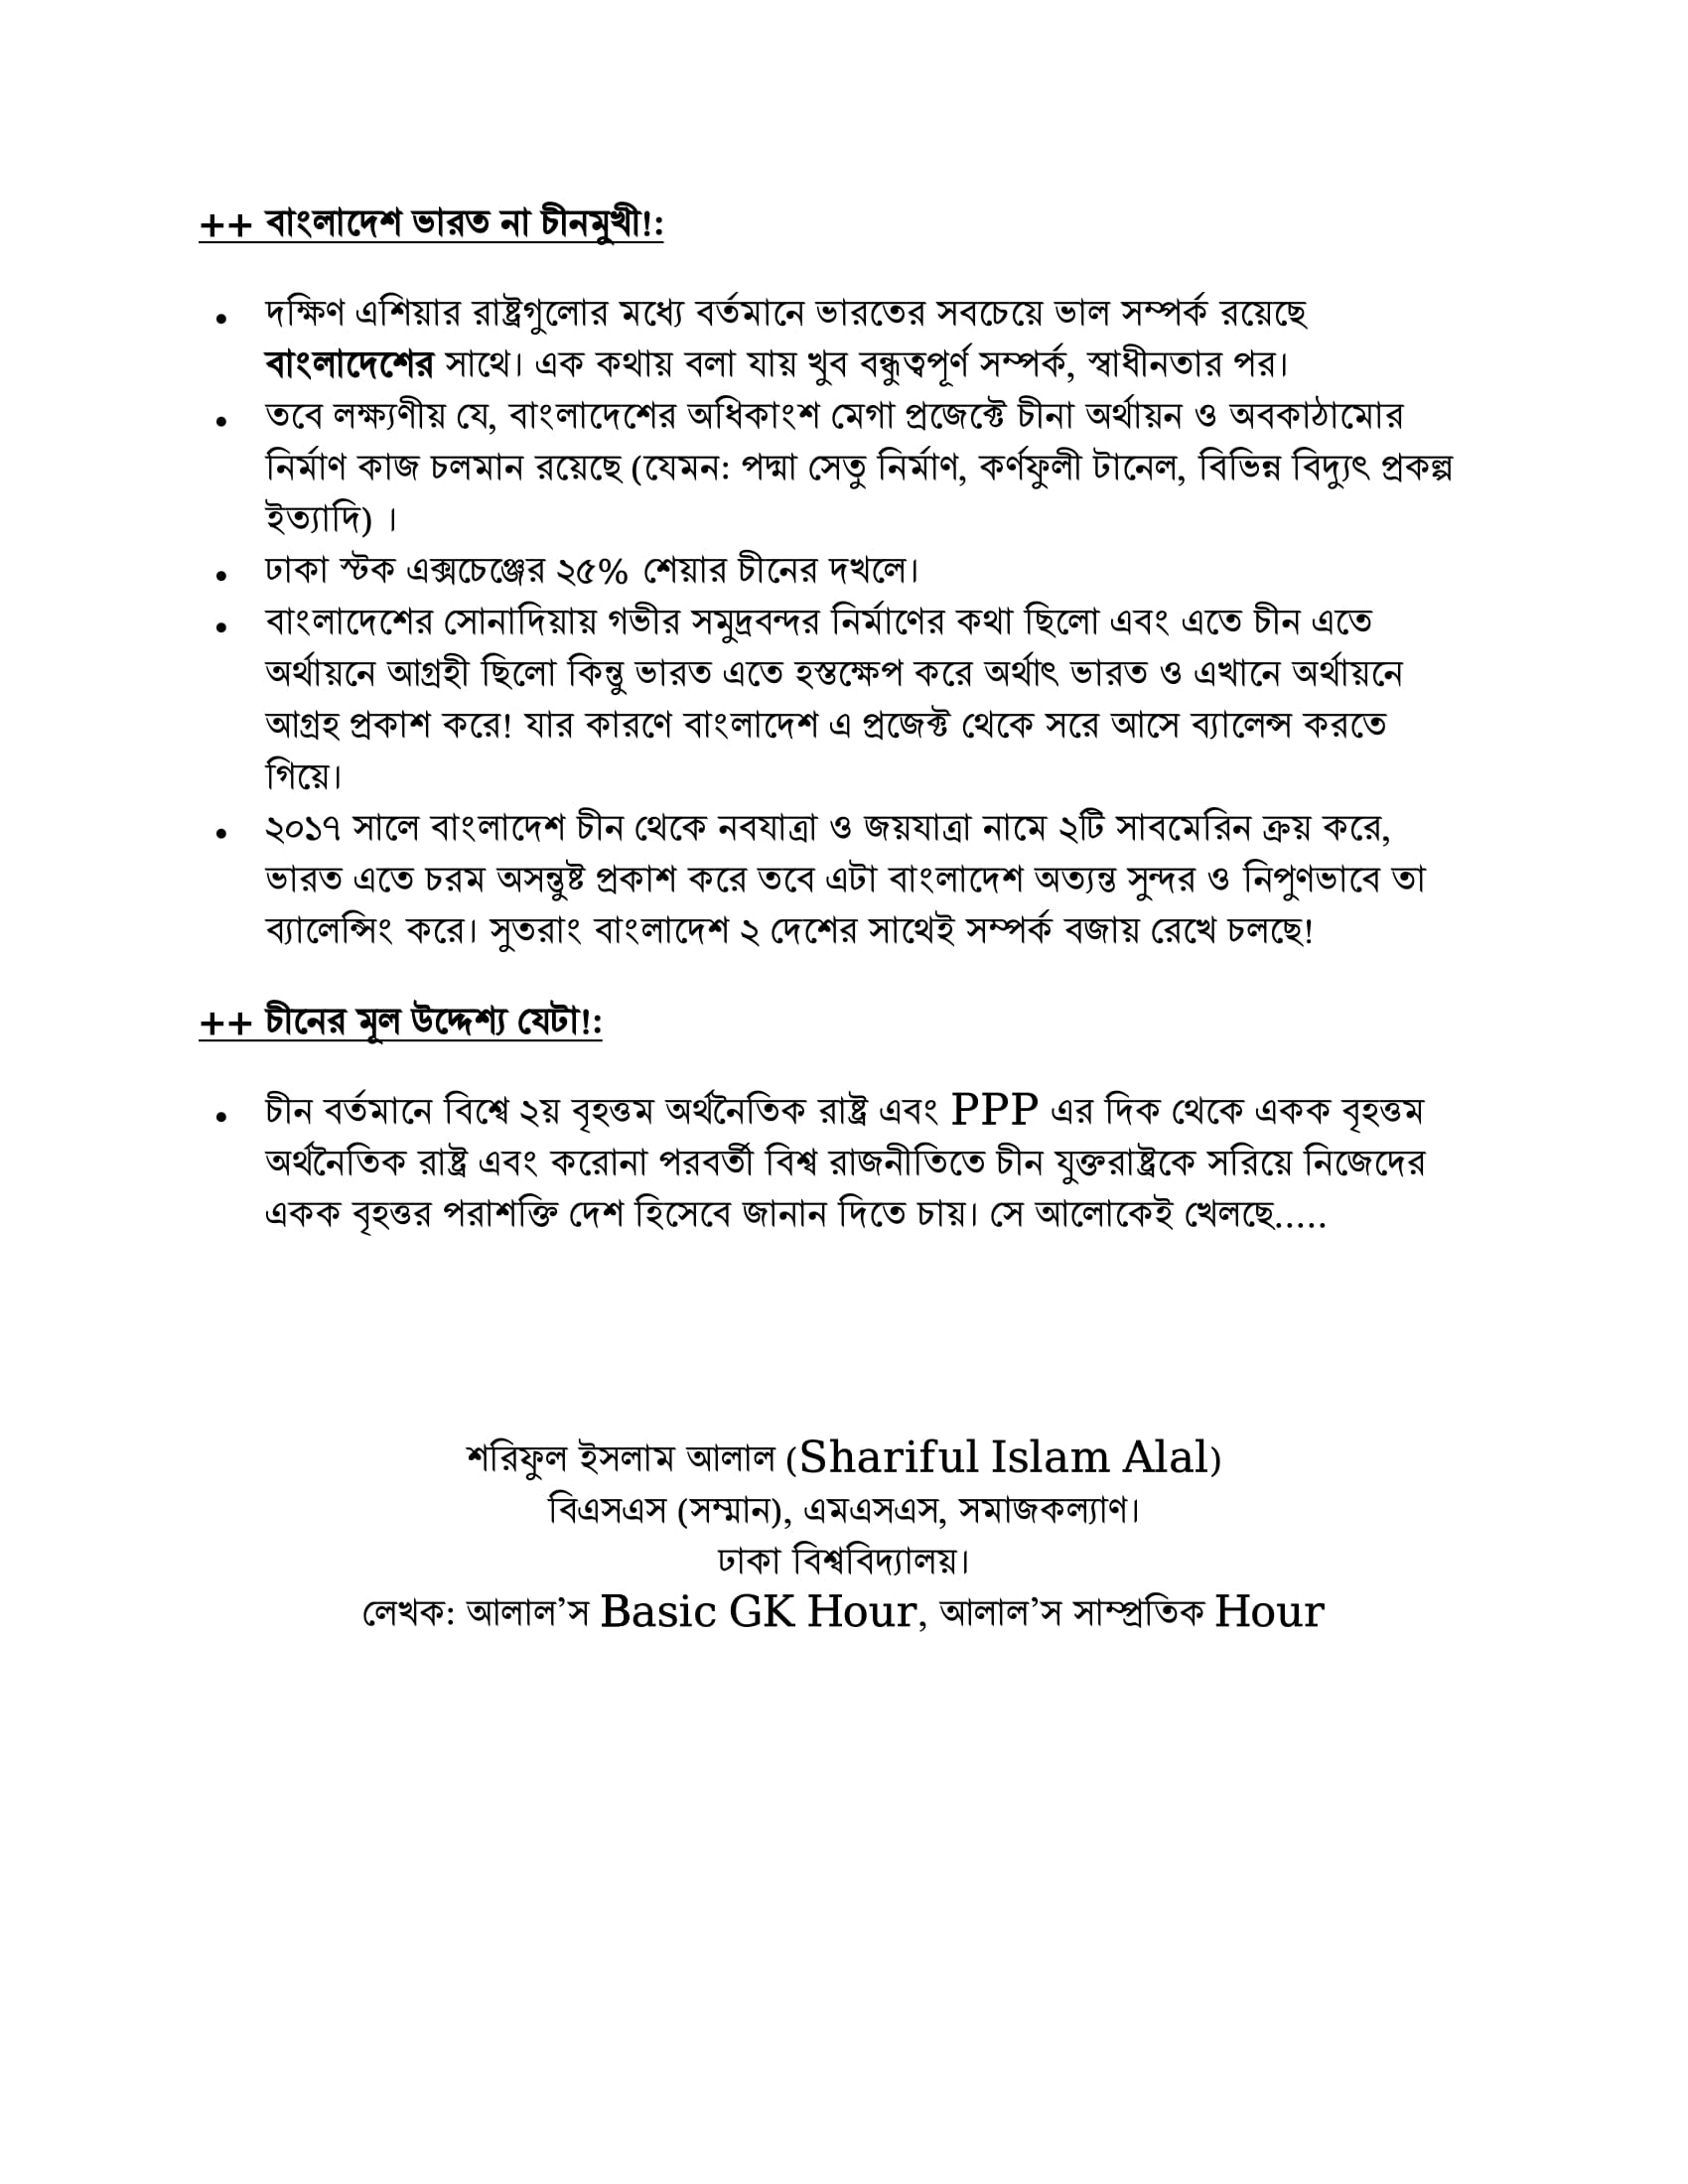 ++ বাংলাদেশ ভারত না চীনমুখী!:
• দক্ষিণ এশিয়ার রাষ্ট্রগুলোর মধ্যে বর্তমানে ভারতের সবচেয়ে ভাল সম্পর্ক রয়েছে
বাংলাদেশের সাথে। এক কথায় বলা যায় খুব বন্ধুত্বপূর্ণ সম্পর্ক, স্বাধীনতার পর।
• তবে লক্ষ্যণীয় যে, বাংলাদেশের অধিকাংশ মেগা প্রজেক্টে চীনা অর্থায়ন ও অবকাঠামোর
নির্মাণ কাজ চলমান রয়েছে (যেমন: পদ্মা সেতু নির্মাণ, কর্ণফুলী টানেল, বিভিন্ন বিদ্যুৎ প্রকল্প
ইত্যাদি) ।
• ঢাকা স্টক এক্সচেঞ্জের ২৫% শেয়ার চীনের দখলে।
• বাংলাদেশের সোনাদিয়ায় গভীর সমুদ্রবন্দর নির্মাণের কথা ছিলো এবং এতে চীন এতে
অর্থায়নে আগ্রহী ছিলো কিন্তু ভারত এতে হস্তক্ষেপ করে অর্থাৎ ভারত ও এখানে অর্থায়নে
আগ্রহ প্রকাশ করে! যার কারণে বাংলাদেশ এ প্রজেক্ট থেকে সরে আসে ব্যালেন্স করতে
গিয়ে।
• ২০১৭ সালে বাংলাদেশ চীন থেকে নবযাত্রা ও জয়যাত্রা নামে ২টি সাবমেরিন ক্রয় করে,
ভারত এতে চরম অসন্তুষ্ট প্রকাশ করে তবে এটা বাংলাদেশ অত্যন্ত সুন্দর ও নিপুণভাবে তা
ব্যালেন্সিং করে। সুতরাং বাংলাদেশ ২ দেশের সাথেই সম্পর্ক বজায় রেখে চলছে!
++ চীনের মূল উদ্দেশ্য যেটা!:
• চীন বর্তমানে বিশ্বে ২য় বৃহত্তম অর্থনৈতিক রাষ্ট্র এবং PPP এর দিক থেকে একক বৃহত্তম
অর্থনৈতিক রাষ্ট্র এবং করোনা পরবর্তী বিশ্ব রাজনীতিতে চীন যুক্তরাষ্ট্রকে সরিয়ে নিজেদের
একক বৃহত্তর পরাশক্তি দেশ হিসেবে জানান দিতে চায়। সে আলোকেই খেলছে.....
শরিফুল ইসলাম আলাল (Shariful Islam Alal)
বিএসএস (সম্মান), এমএসএস, সমাজকল্যাণ।
ঢাকা বিশ্ববিদ্যালয়।
লেখক: আলাল’স Basic GK Hour, আলাল’স সাম্প্রতিক Hour